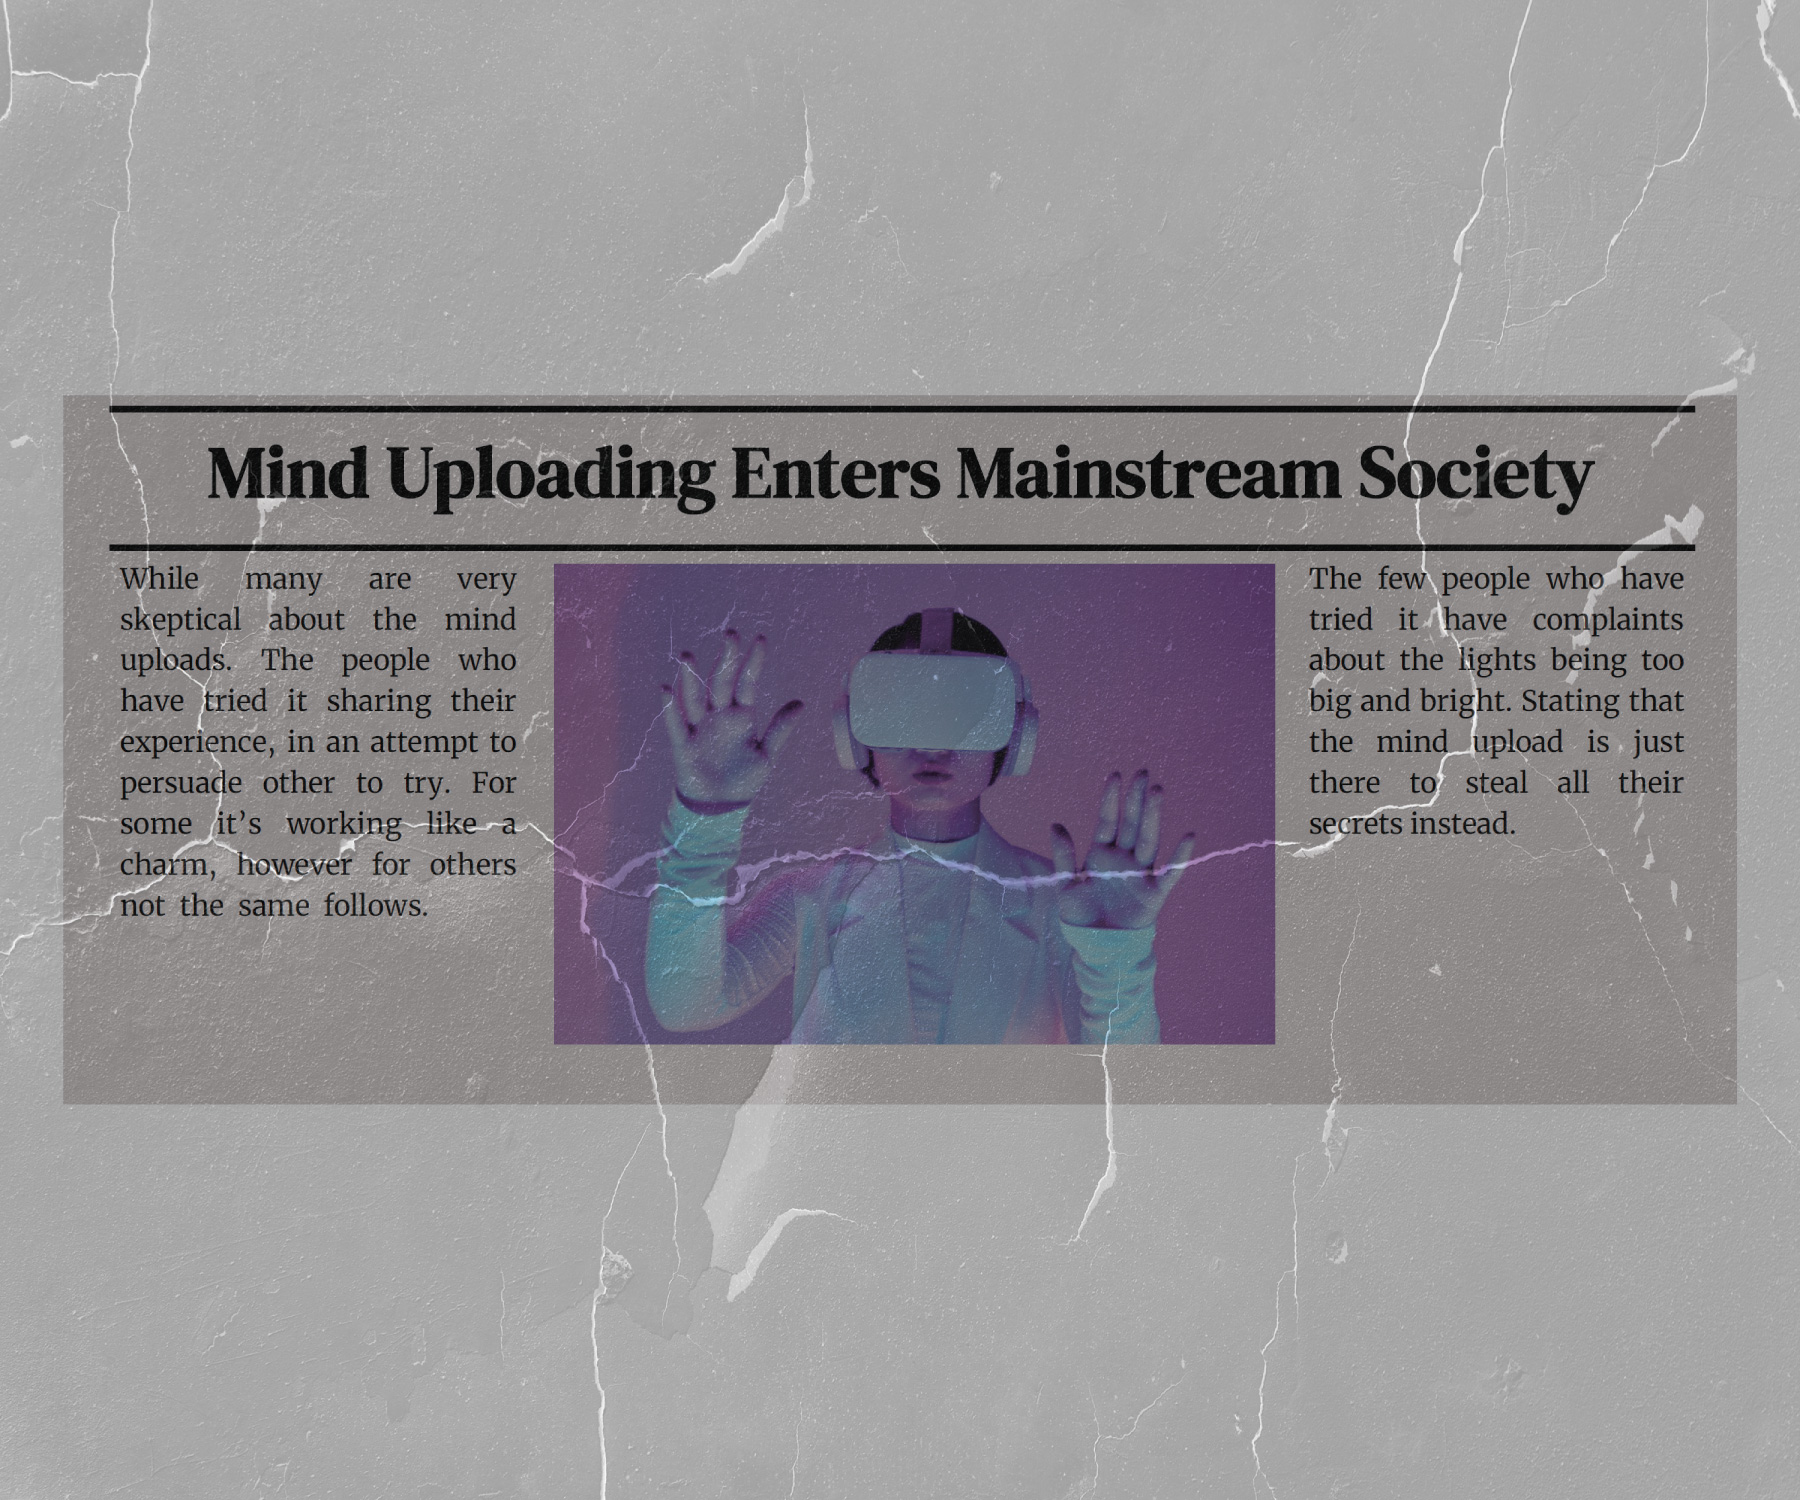 Mind Uploading Enters Mainstream Society
While many are very
skeptical about the mind
uploads. The people who
have tried it sharing their
experience, in an attempt to
persuade other to try. For
some it’s working like a
charm, however for others
not the same follows.
The few people who have
tried it have complaints
about the lights being too
big and bright. Stating that
the mind upload is just
there to steal all their
secrets instead.